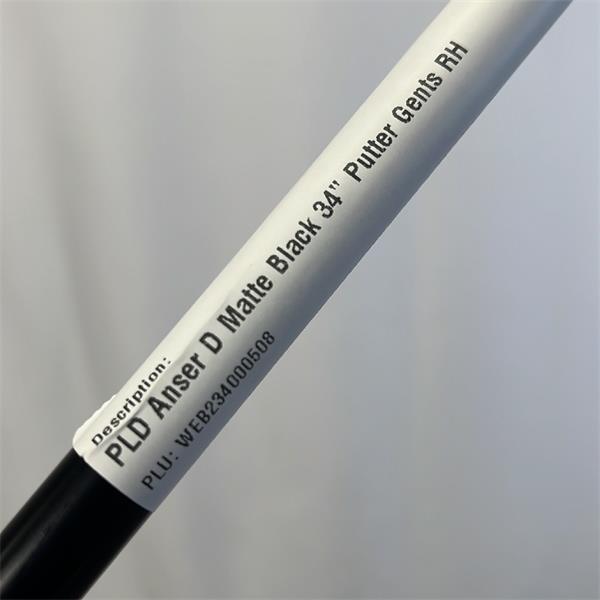 Description:
PLD Anser D Matte Black 34" Putter Gents RH
PLU: WEB234000508